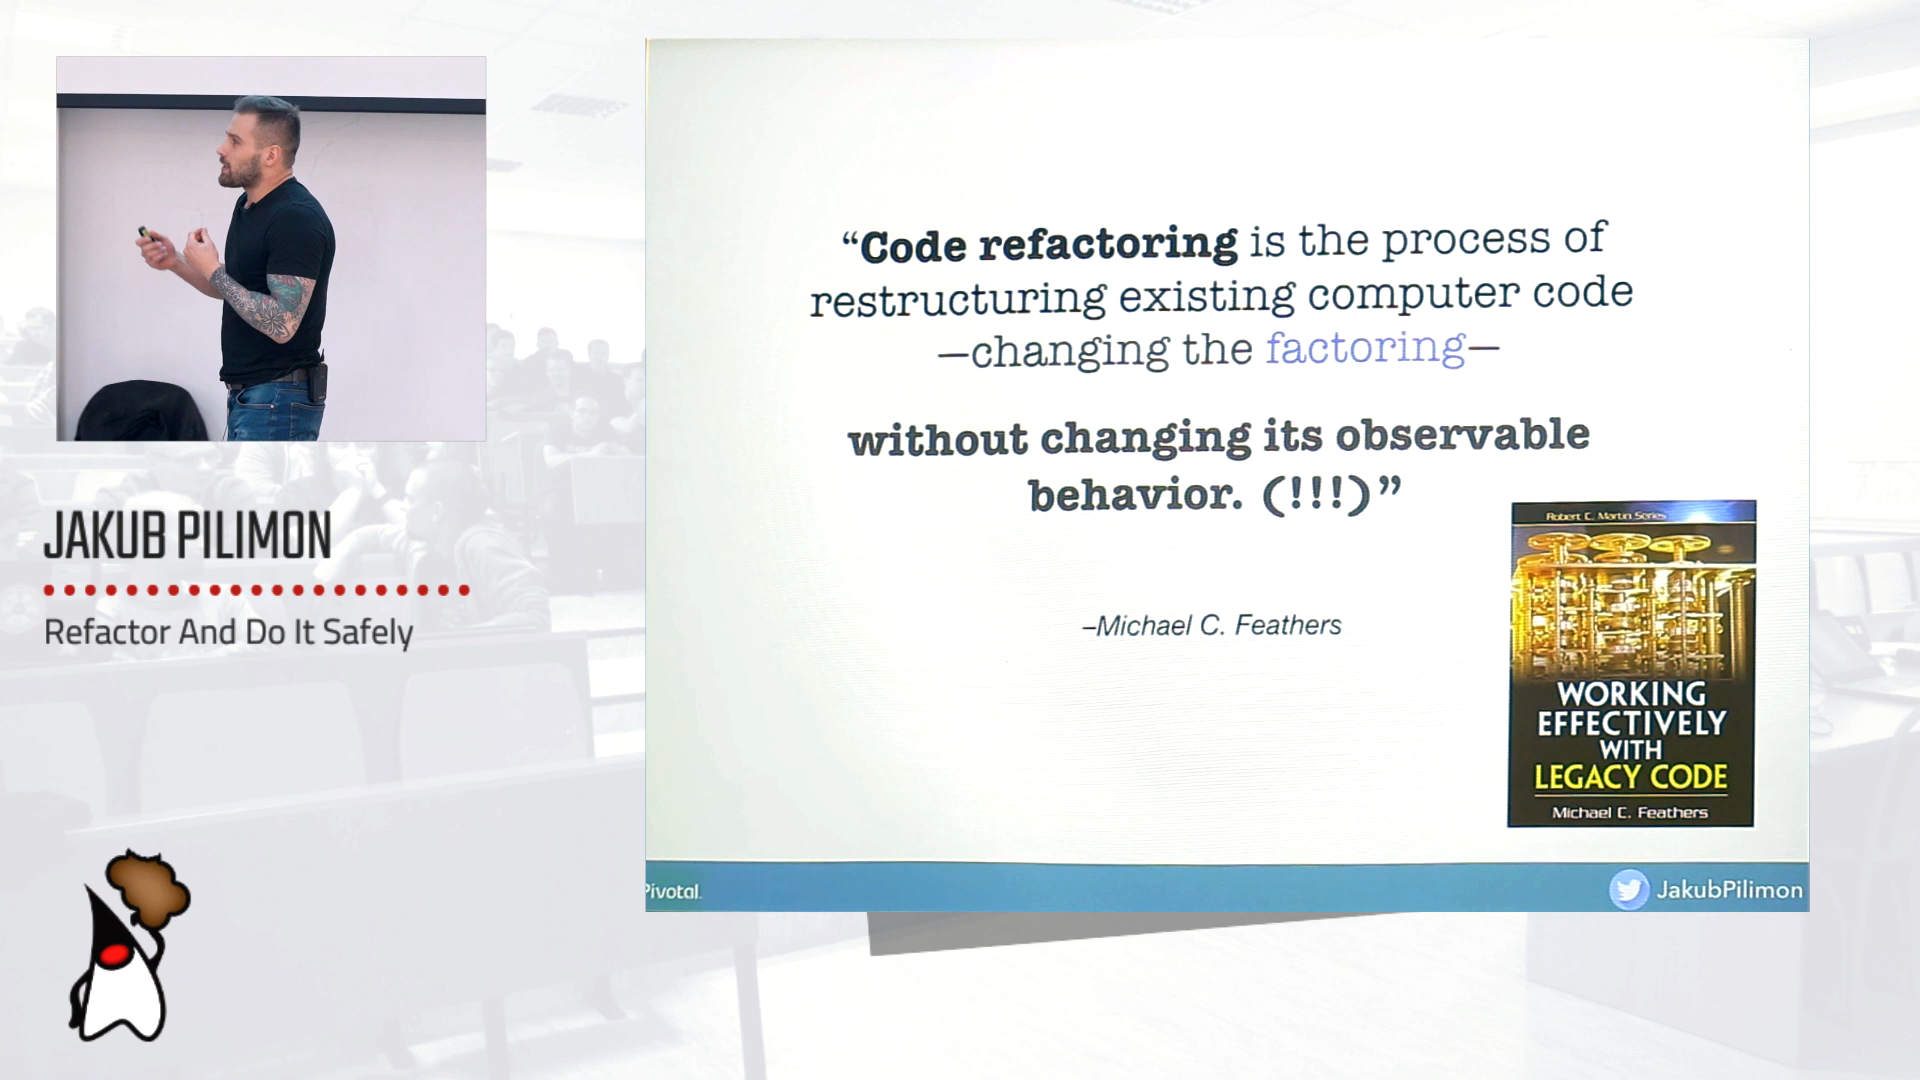 JAKUB PILIMON
Refactor And Do It Safely
“Code refactoring is the process of
restructuring existing computer code
—changing the factoring—
without changing its observable
behavior. (!!!)”
–Michael C. Feathers
Robert C. Martin Series
WORKING
EFFECTIVELY
WITH
LEGACY CODE
Michael C. Feathers
Pivotal.
JakubPilimon